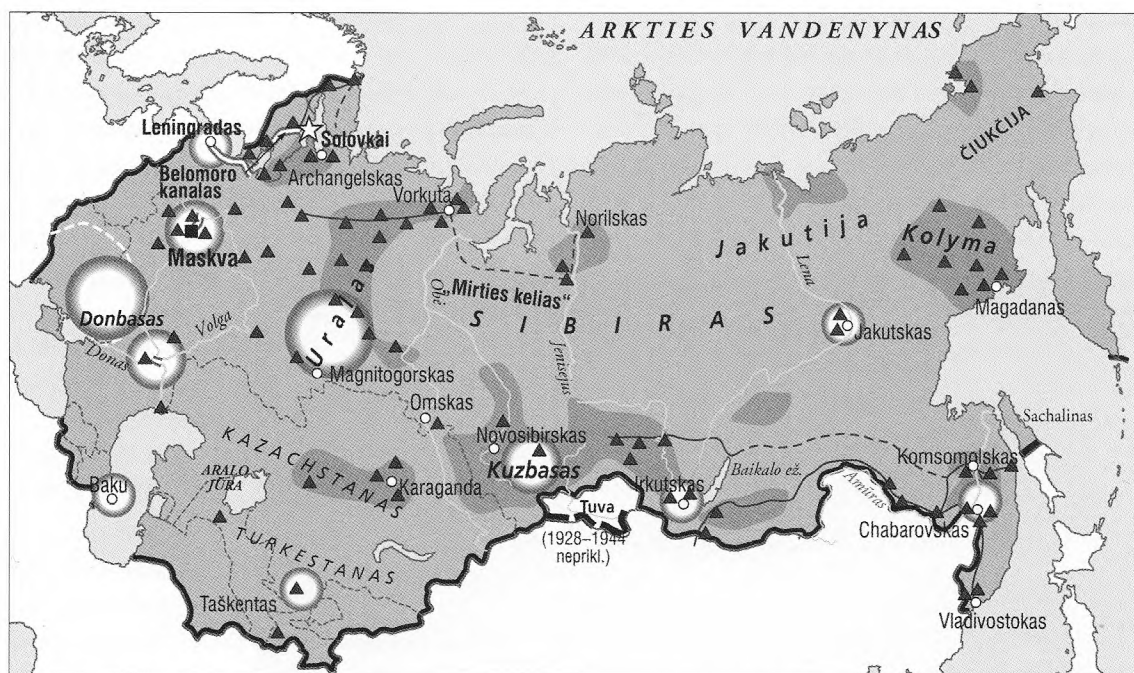 ARKTIES VANDENYNAS
ČIUKČIJA
Leningradas
Solovkai
Archangelskas
Belomoro
kanalas
Vorkuta
Norilskas
Jakutija
Kolyma
Maskva
Obė
„Mirties kelias“
Lena
Magadanas
Donbasas
Volga
Uralas
SIBIRAS
Jakutskas
Donas
Jenisejus
Magnitogorskas
Omskas
Sachalinas
KAZACHSTANAS
Novosibirskas
Kuzbasas
Baikalo ež.
Komsomolskas
ARALO
JŪRA
Baku
Karaganda
Irkutskas
Amūras
Tuva
Chabarovskas
(1928–1944
neprikl.)
TURKESTANAS
Taškentas
Vladivostokas